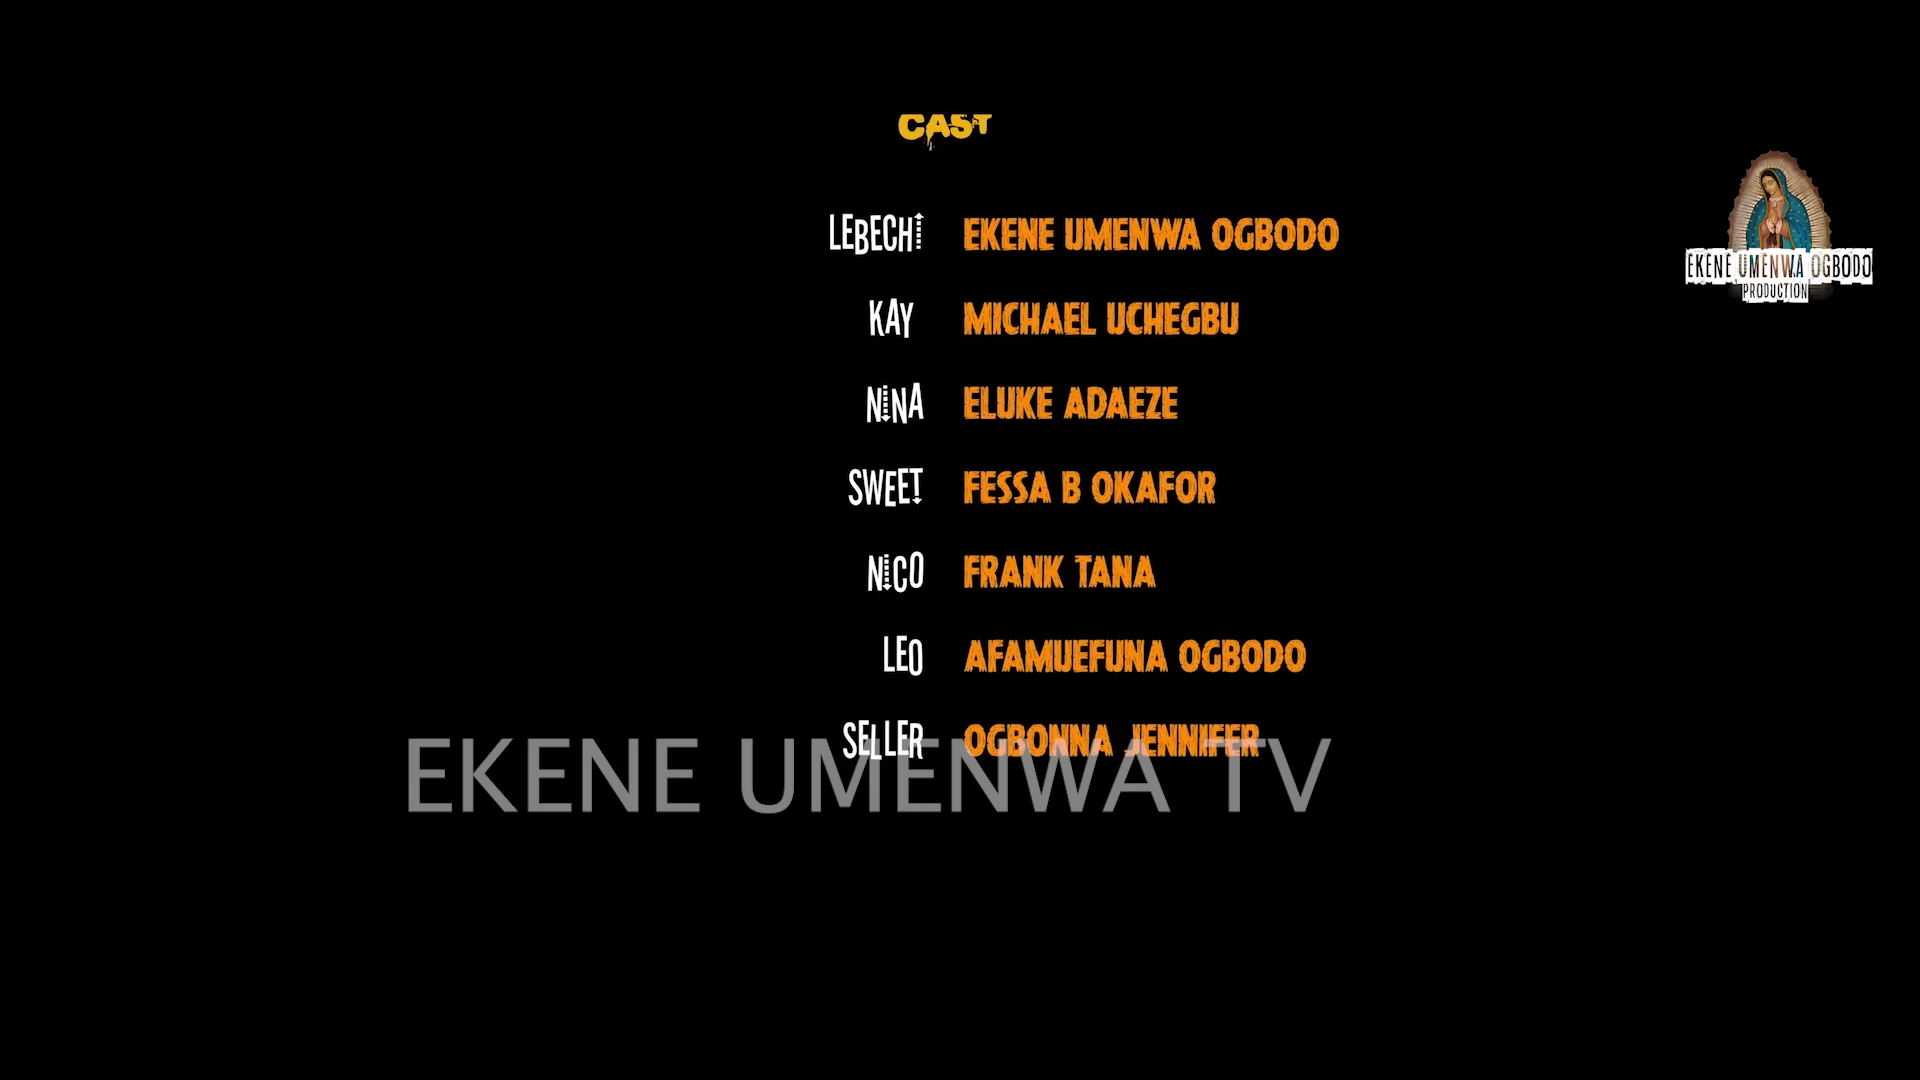 CAST
LEBECHI EKENE UMENWA OGBODO
KAY MICHAEL UCHEGBU
NINA ELUKE ADAEZE
SWEET FESSA B OKAFOR
NICO FRANK TANA
LEO AFAMUEFUNA OGBODO
SELLER OGBONNA JENNIFER
EKENE UMENWA TV
EKENE UMENWA OGBODO
PRODUCTION